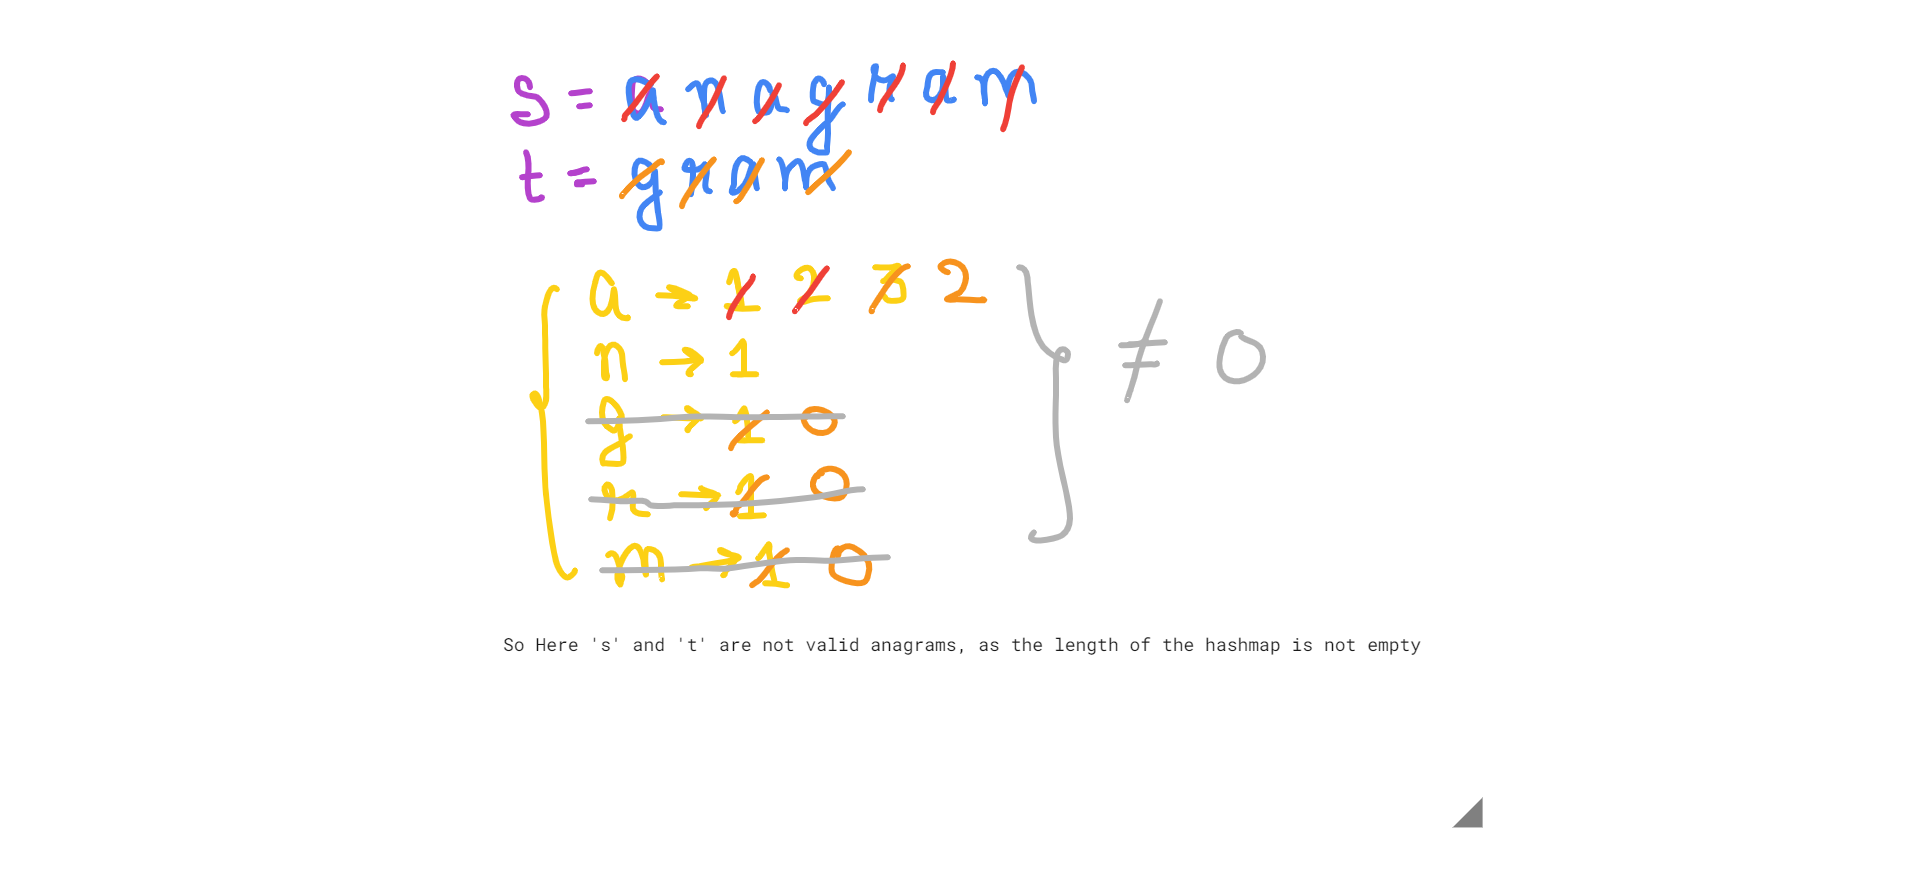 s = a n a g r a m
t = g r a m
a → 1 2 3 2
n → 1
g → 1 0
r → 1 0
m → 1 0
≠ 0
So Here 's' and 't' are not valid anagrams, as the length of the hashmap is not empty